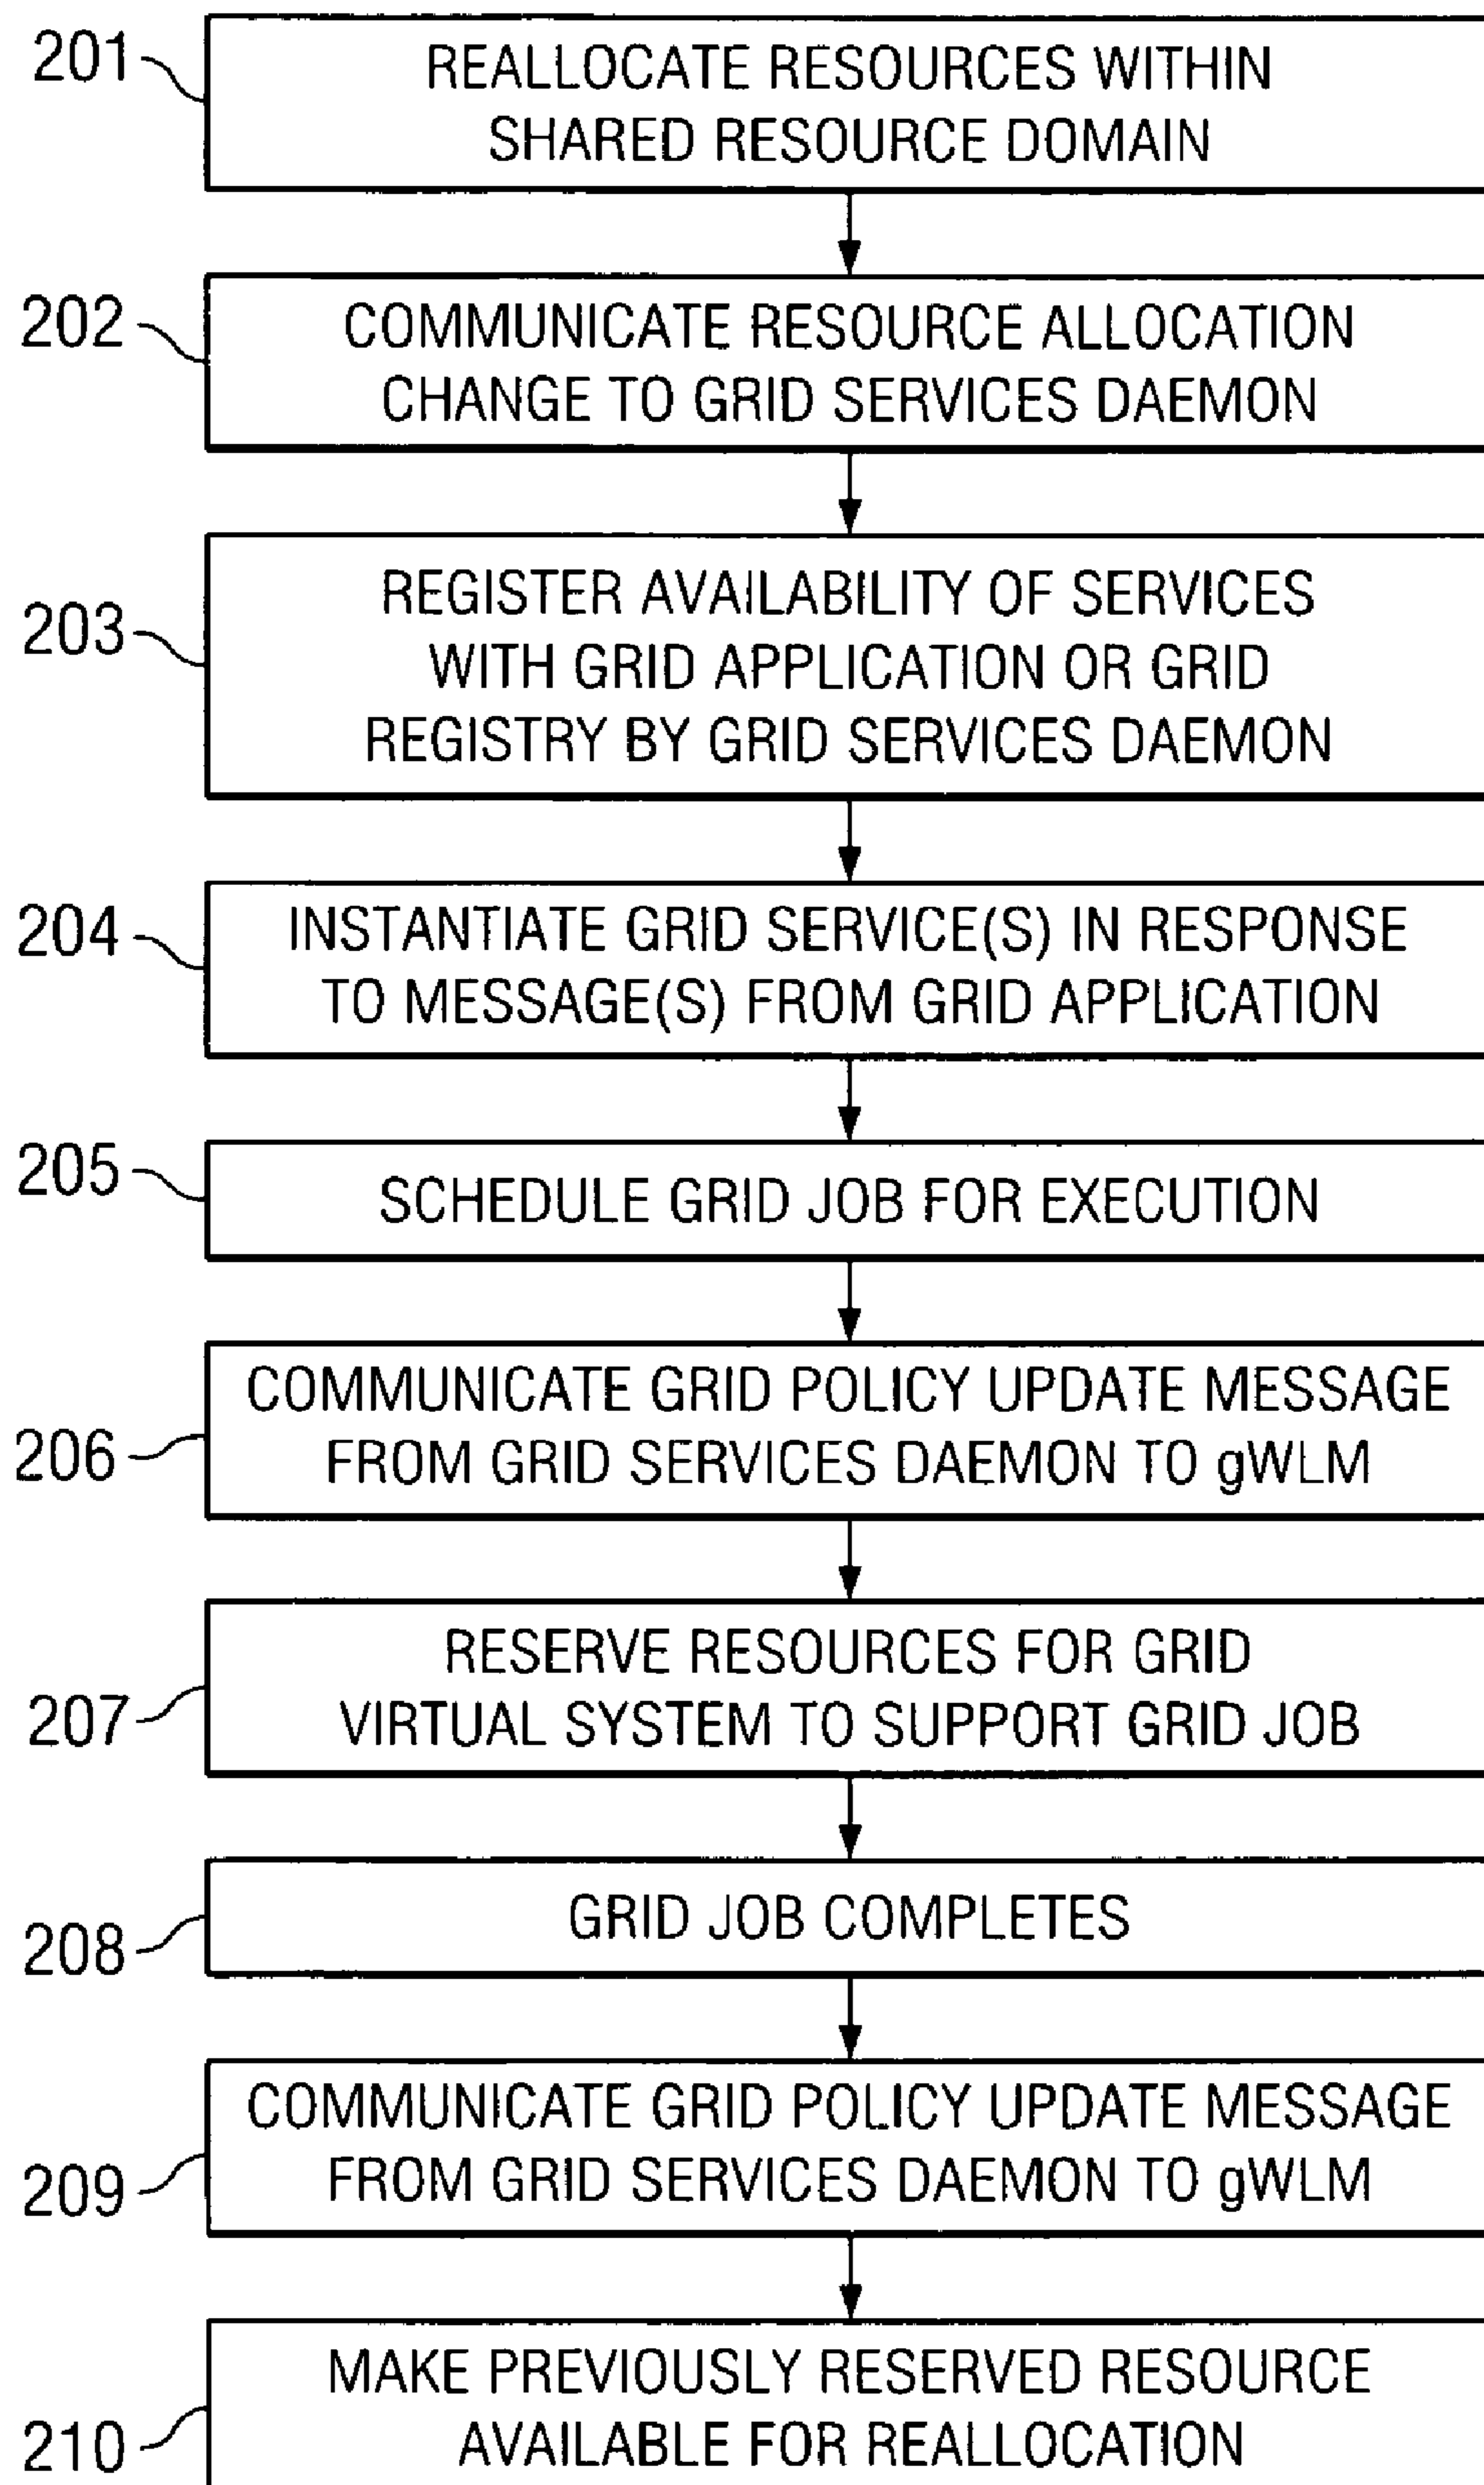 201
REALLOCATE RESOURCES WITHIN
SHARED RESOURCE DOMAIN
202
COMMUNICATE RESOURCE ALLOCATION
CHANGE TO GRID SERVICES DAEMON
203
REGISTER AVAILABILITY OF SERVICES
WITH GRID APPLICATION OR GRID
REGISTRY BY GRID SERVICES DAEMON
204
INSTANTIATE GRID SERVICE(S) IN RESPONSE
TO MESSAGE(S) FROM GRID APPLICATION
205
SCHEDULE GRID JOB FOR EXECUTION
206
COMMUNICATE GRID POLICY UPDATE MESSAGE
FROM GRID SERVICES DAEMON TO gWLM
207
RESERVE RESOURCES FOR GRID
VIRTUAL SYSTEM TO SUPPORT GRID JOB
208
GRID JOB COMPLETES
209
COMMUNICATE GRID POLICY UPDATE MESSAGE
FROM GRID SERVICES DAEMON TO gWLM
210
MAKE PREVIOUSLY RESERVED RESOURCE
AVAILABLE FOR REALLOCATION